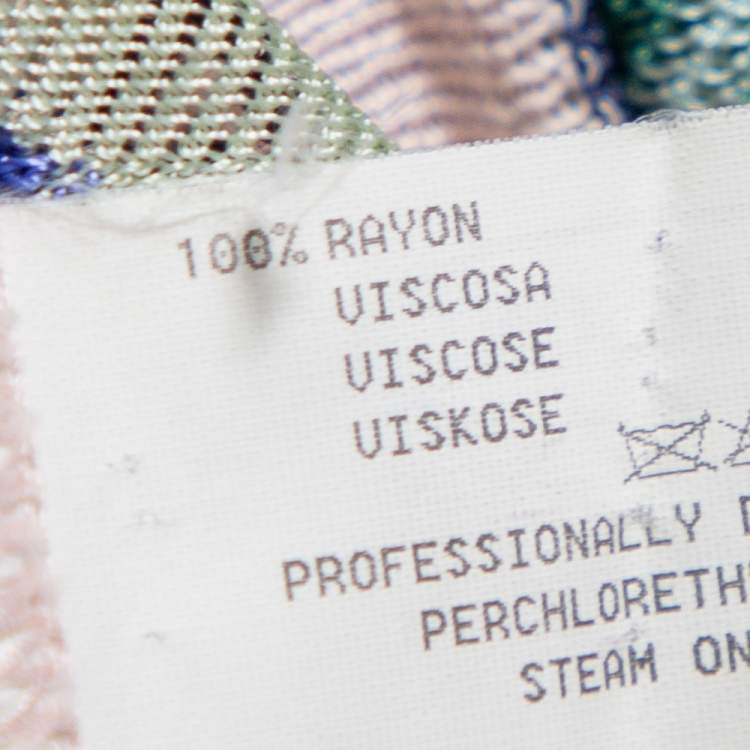 100% RAYON
VISCOSA
VISCOSE
VISKOSE
PROFESSIONALLY
PERCHLORETH
STEAM ON